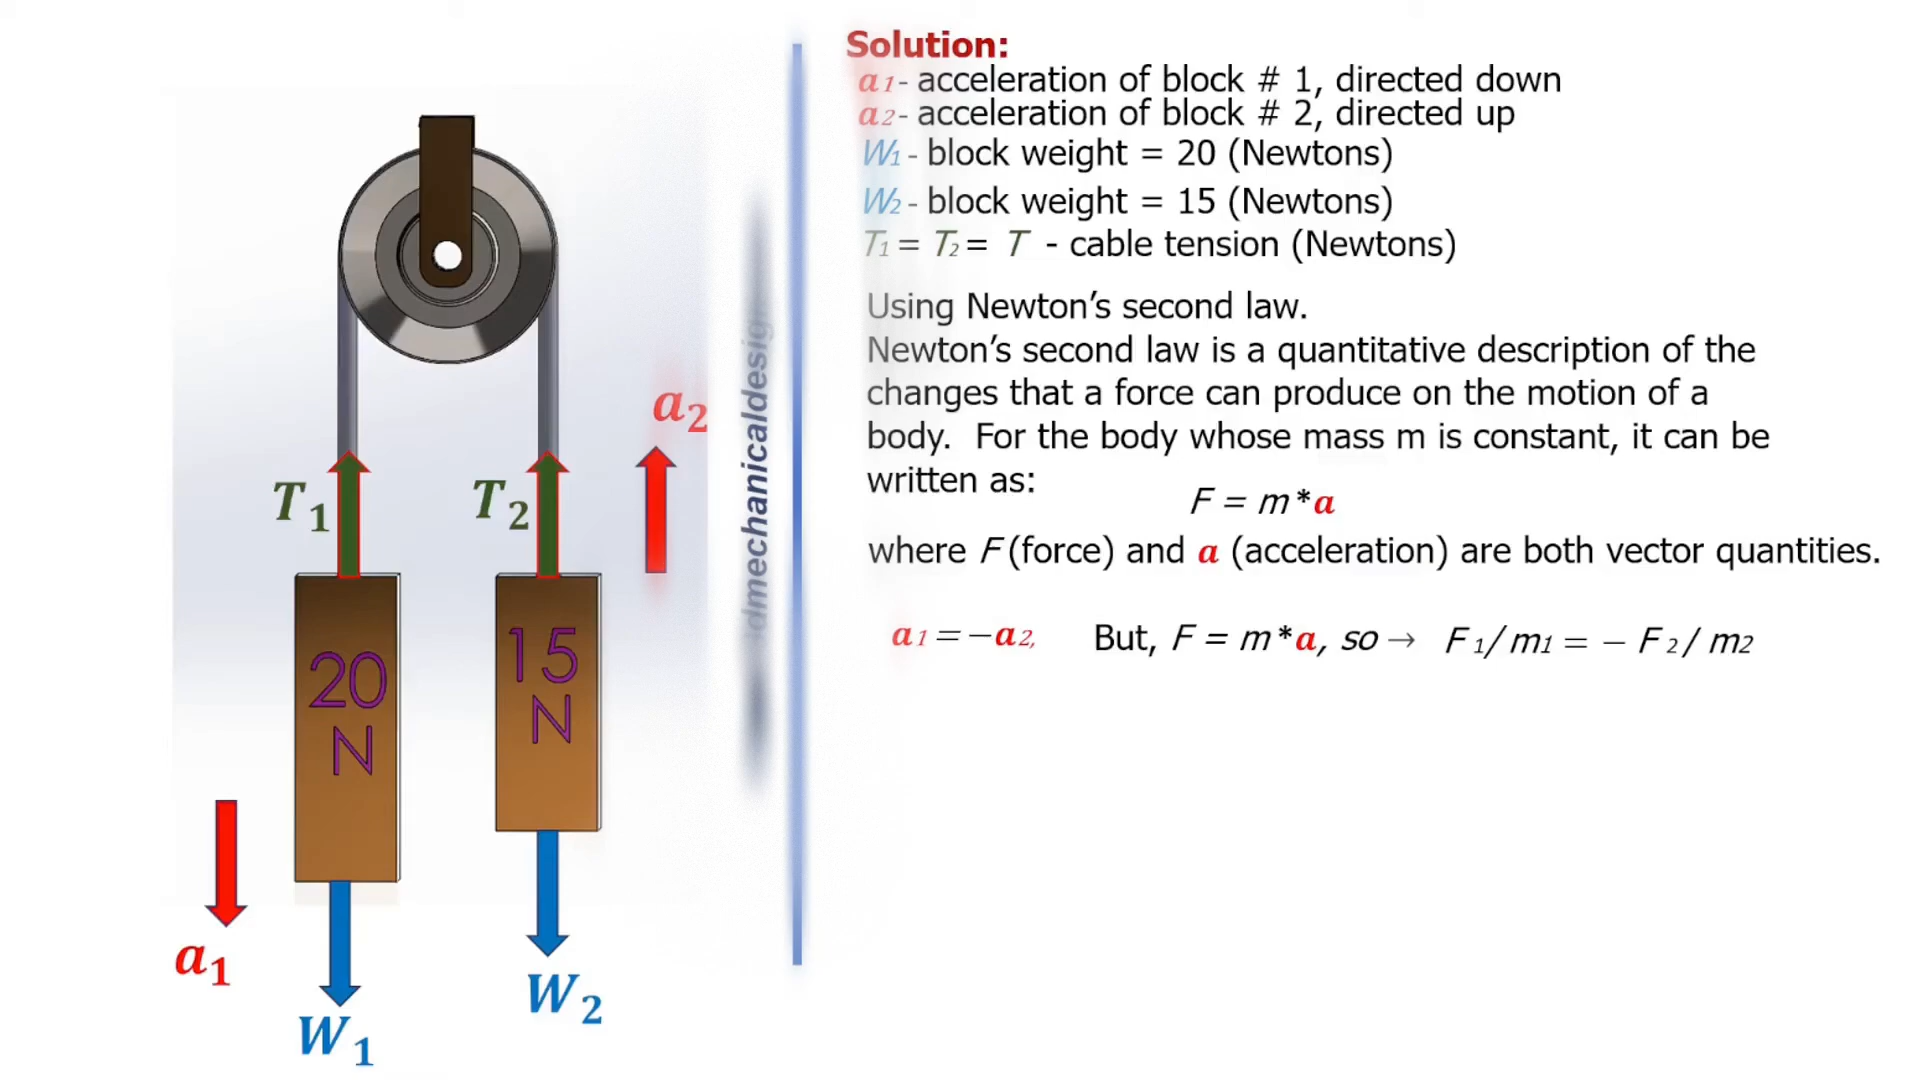 Solution:
a1- acceleration of block # 1, directed down
a2- acceleration of block # 2, directed up
W1- block weight = 20 (Newtons)
W2- block weight = 15 (Newtons)
T1 = T2 = T - cable tension (Newtons)
Using Newton’s second law.
Newton’s second law is a quantitative description of the
changes that a force can produce on the motion of a
body. For the body whose mass m is constant, it can be
written as:
F = m*a
where F (force) and a (acceleration) are both vector quantities.
a1 = −a2,
But, F = m*a, so → F1/ m1 = − F2/ m2
a2
T1
T2
20
N
15
N
a1
W1
W2
dmechanicaldesign